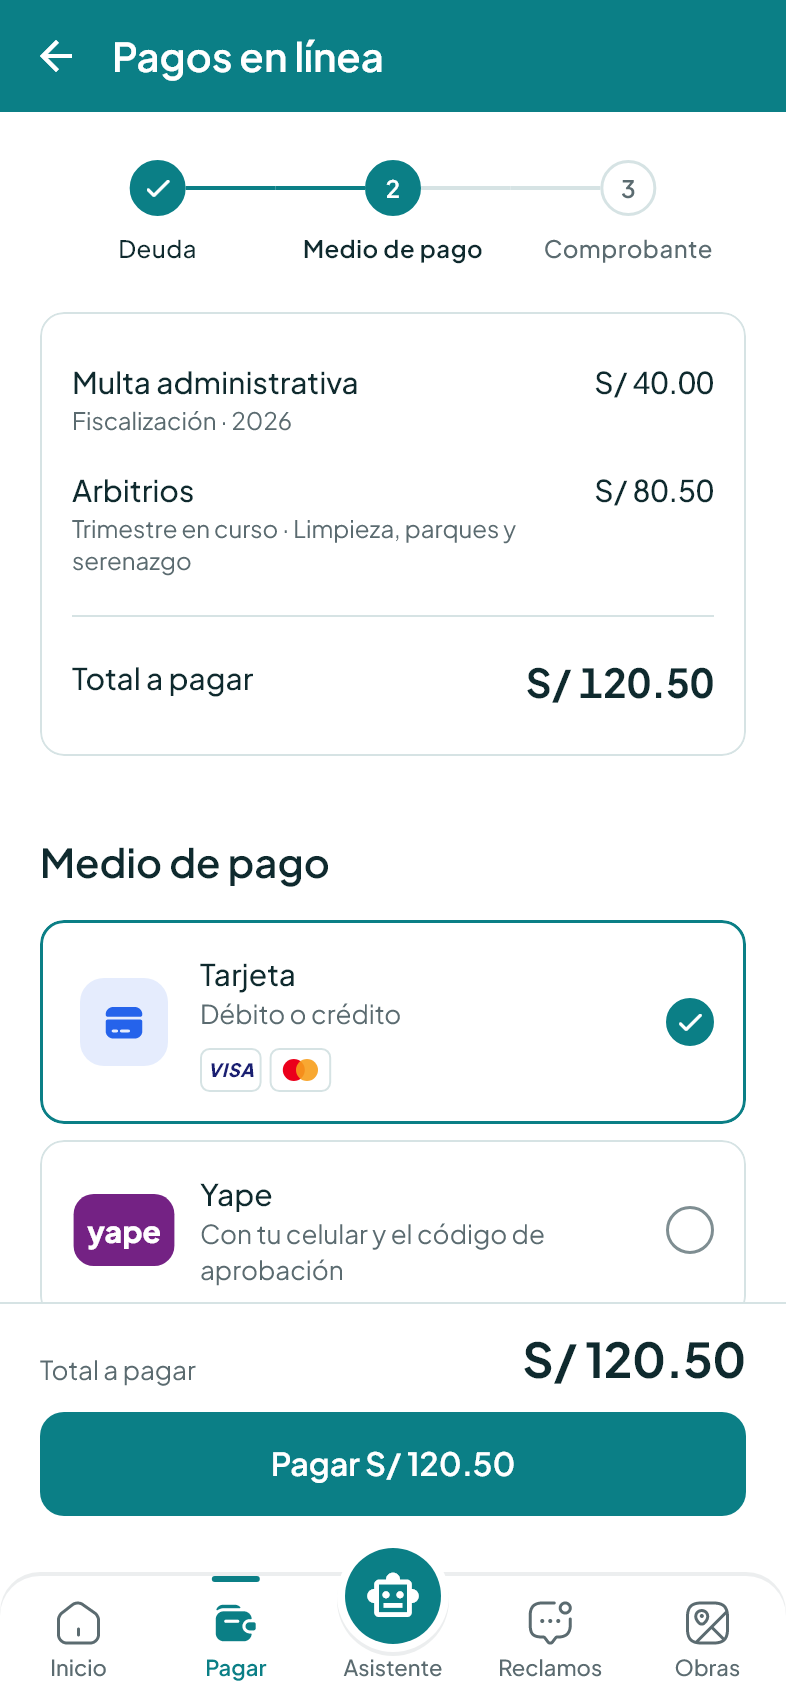 Pagos en línea
2
3
Deuda
Medio de pago
Comprobante
Multa administrativa
S/ 40.00
Fiscalización · 2026
Arbitrios
S/ 80.50
Trimestre en curso · Limpieza, parques y
serenazgo
Total a pagar
S/ 120.50
Medio de pago
Tarjeta
Débito o crédito
VISA
yape
Yape
Con tu celular y el código de
aprobación
Total a pagar
S/ 120.50
Pagar S/ 120.50
Inicio
Pagar
Asistente
Reclamos
Obras